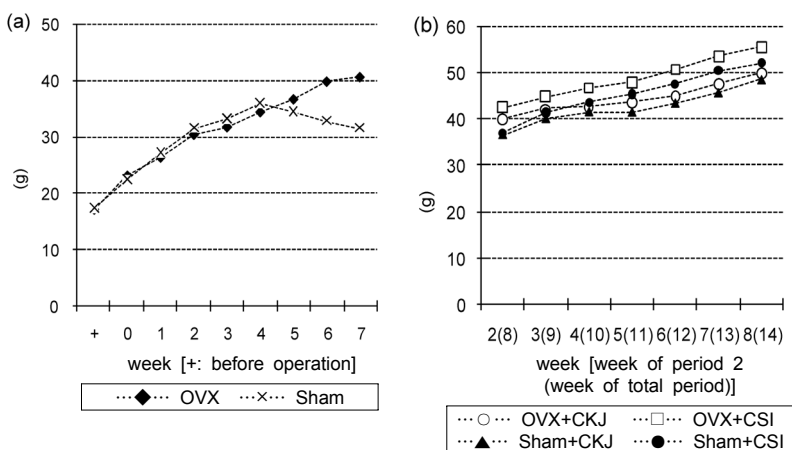 (a)
50
40
30
20
10
0
(g)
+ 0 1 2 3 4 5 6 7
week [+: before operation]
OVX Sham
(b)
60
50
40
30
20
10
0
(g)
2(8) 3(9) 4(10) 5(11) 6(12) 7(13) 8(14)
week [week of period 2
(week of total period)]
OVX+CKJ OVX+CSI
Sham+CKJ Sham+CSI